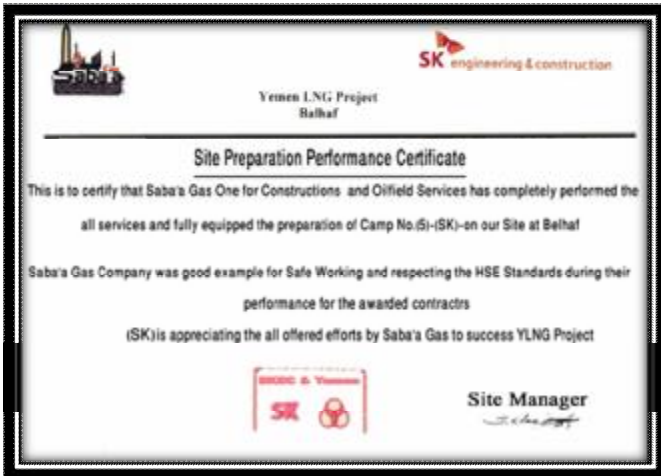 Saba'a
SK engineering & construction
Yemen LNG Project
Balhaf
Site Preparation Performance Certificate
This is to certify that Saba'a Gas One for Constructions and Oilfield Services has completely performed the
all services and fully equipped the preparation of Camp No.(5)-(SK)-on our Site at Belhaf
Saba'a Gas Company was good example for Safe Working and respecting the HSE Standards during their
performance for the awarded contractrs
(SK)is appreciating the all offered efforts by Saba'a Gas to success YLNG Project
& Yemen
SK
Site Manager